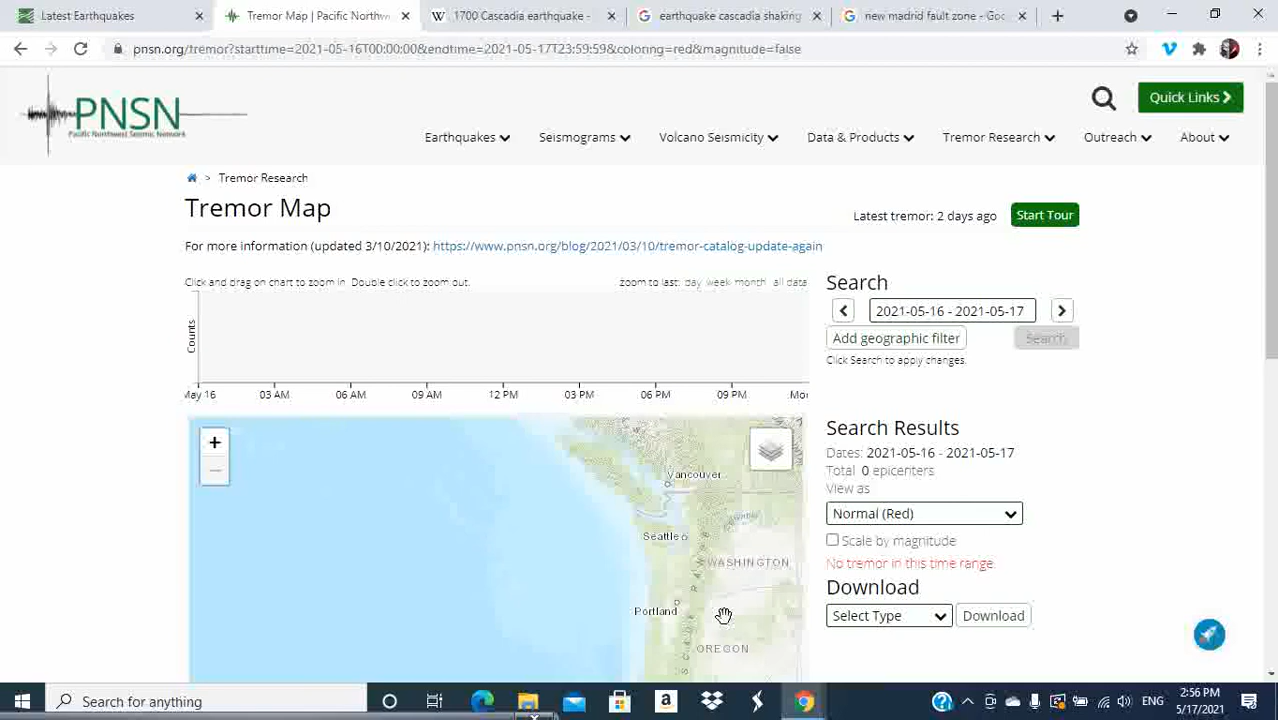 Latest Earthquakes
Tremor Map | Pacific Northw
1700 Cascadia earthquake -
earthquake cascadia shaking
new madrid fault zone - Goo
pnsn.org/tremor?starttime=2021-05-16T00:00:00&endtime=2021-05-17T23:59:59&coloring=red&magnitude=false
PNSN
Pacific Northwest Seismic Network
Quick Links
Earthquakes Seismograms Volcano Seismicity Data & Products Tremor Research Outreach About
> Tremor Research
Tremor Map
Latest tremor: 2 days ago
Start Tour
For more information (updated 3/10/2021): https://www.pnsn.org/blog/2021/03/10/tremor-catalog-update-again
Click and drag on chart to zoom in. Double click to zoom out.
zoom to last: day week month all data
Counts
May 16 03 AM 06 AM 09 AM 12 PM 03 PM 06 PM 09 PM Mo
Search
2021-05-16 - 2021-05-17
Add geographic filter
Search
Click Search to apply changes.
+
−
Vancouver
Seattle
WASHINGTON
Portland
OREGON
Search Results
Dates: 2021-05-16 - 2021-05-17
Total 0 epicenters
View as
Normal (Red)
Scale by magnitude
No tremor in this time range.
Download
Select Type
Download
Search for anything
ENG
2:56 PM
5/17/2021